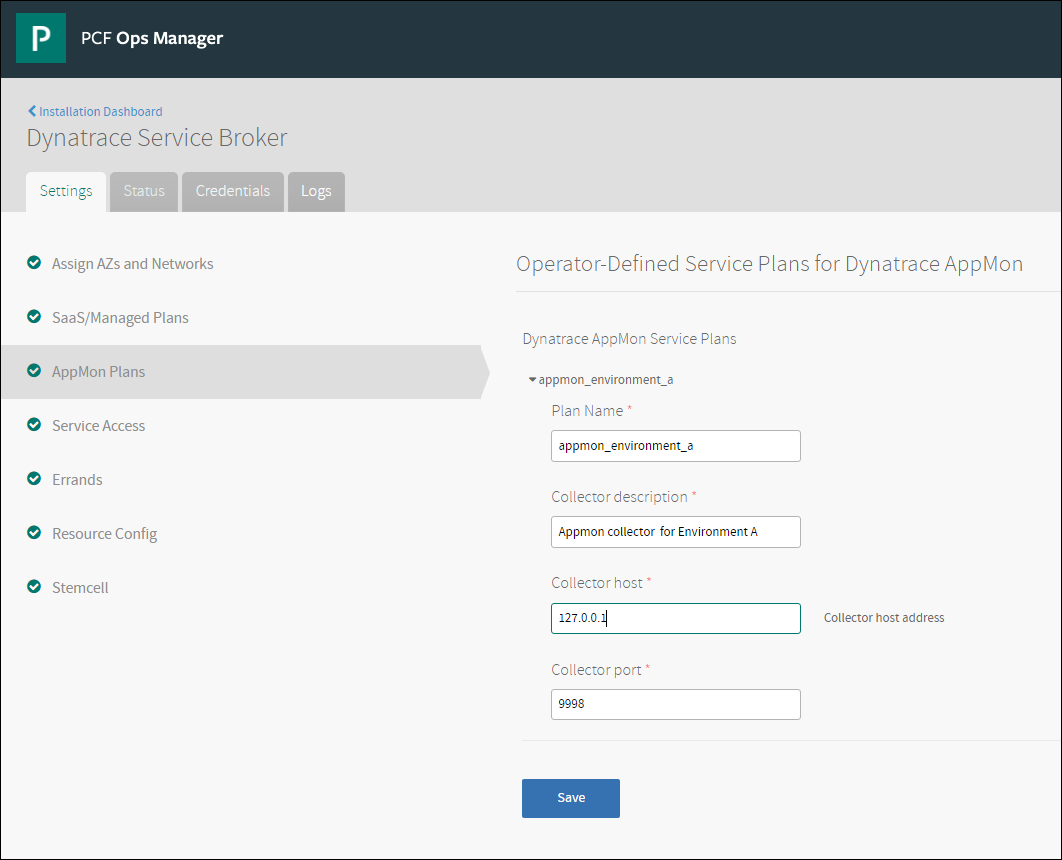 P
PCF Ops Manager
Installation Dashboard
Dynatrace Service Broker
Settings
Status
Credentials
Logs
Assign AZs and Networks
SaaS/Managed Plans
AppMon Plans
Service Access
Errands
Resource Config
Stemcell
Operator-Defined Service Plans for Dynatrace AppMon
Dynatrace AppMon Service Plans
appmon_environment_a
Plan Name *
appmon_environment_a
Collector description *
Appmon collector for Environment A
Collector host *
127.0.0.1
Collector host address
Collector port *
9998
Save